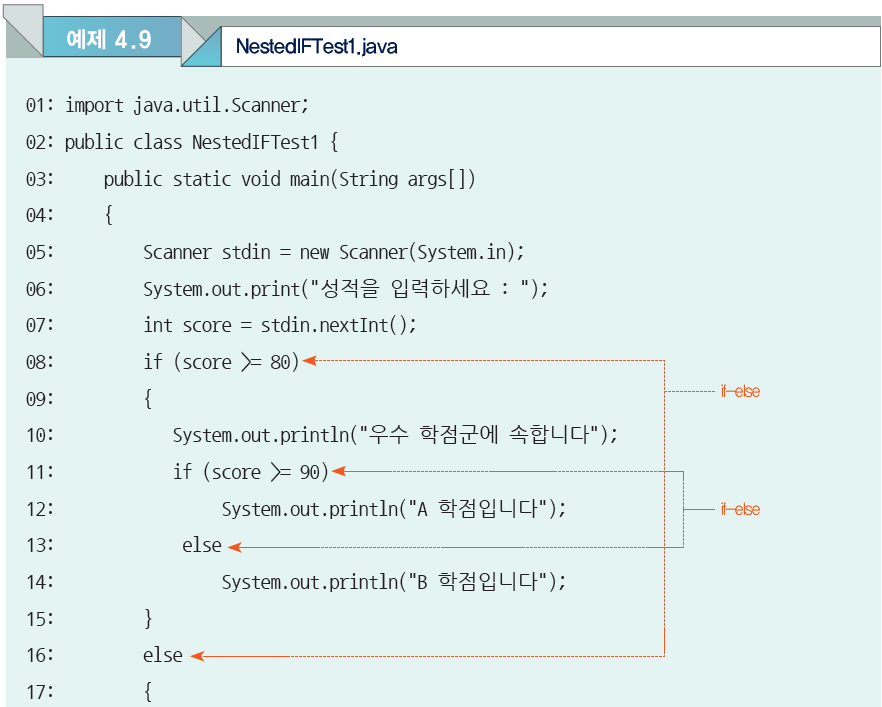 예제 4.9
NestedIFTest1.java
01: import java.util.Scanner;
02: public class NestedIFTest1 {
03: public static void main(String args[])
04: {
05: Scanner stdin = new Scanner(System.in);
06: System.out.print("성적을 입력하세요 : ");
07: int score = stdin.nextInt();
08: if (score >= 80)
if-else
09: {
10: System.out.println("우수 학점군에 속합니다");
11: if (score >= 90)
12: System.out.println("A 학점입니다");
if-else
13: else
14: System.out.println("B 학점입니다");
15: }
16: else
17: {